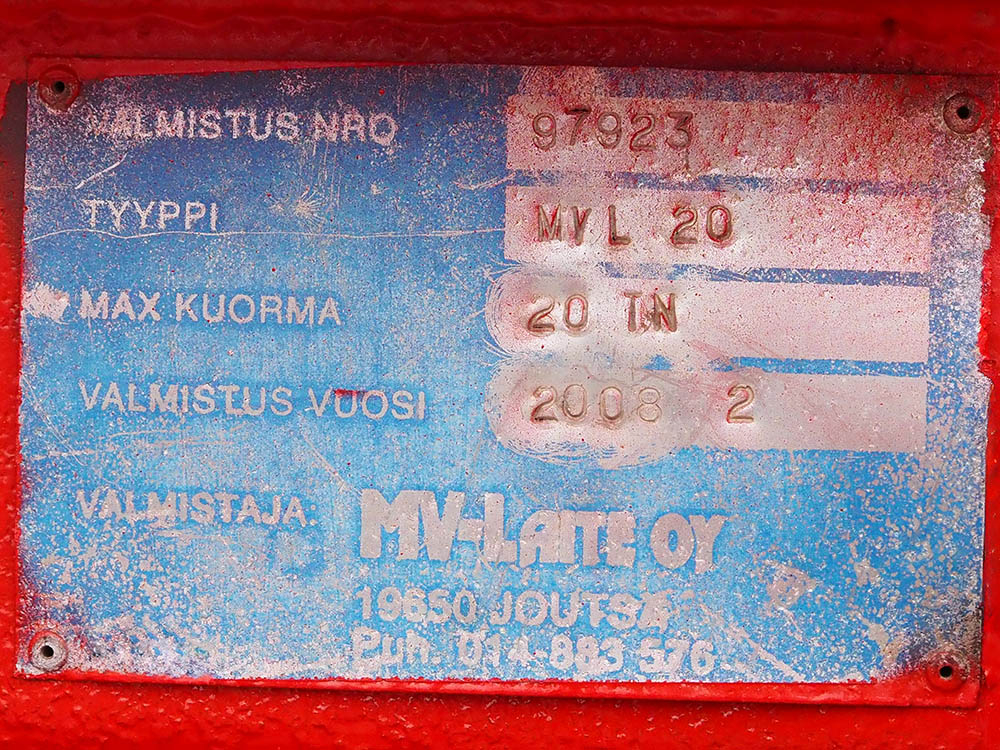 VALMISTUS NRO 97923
TYYPPI MVL 20
MAX KUORMA 20 TN
VALMISTUS VUOSI 2008 2
VALMISTAJA: MV-LAITE OY
19650 JOUTSA
Puh. 014-883 576